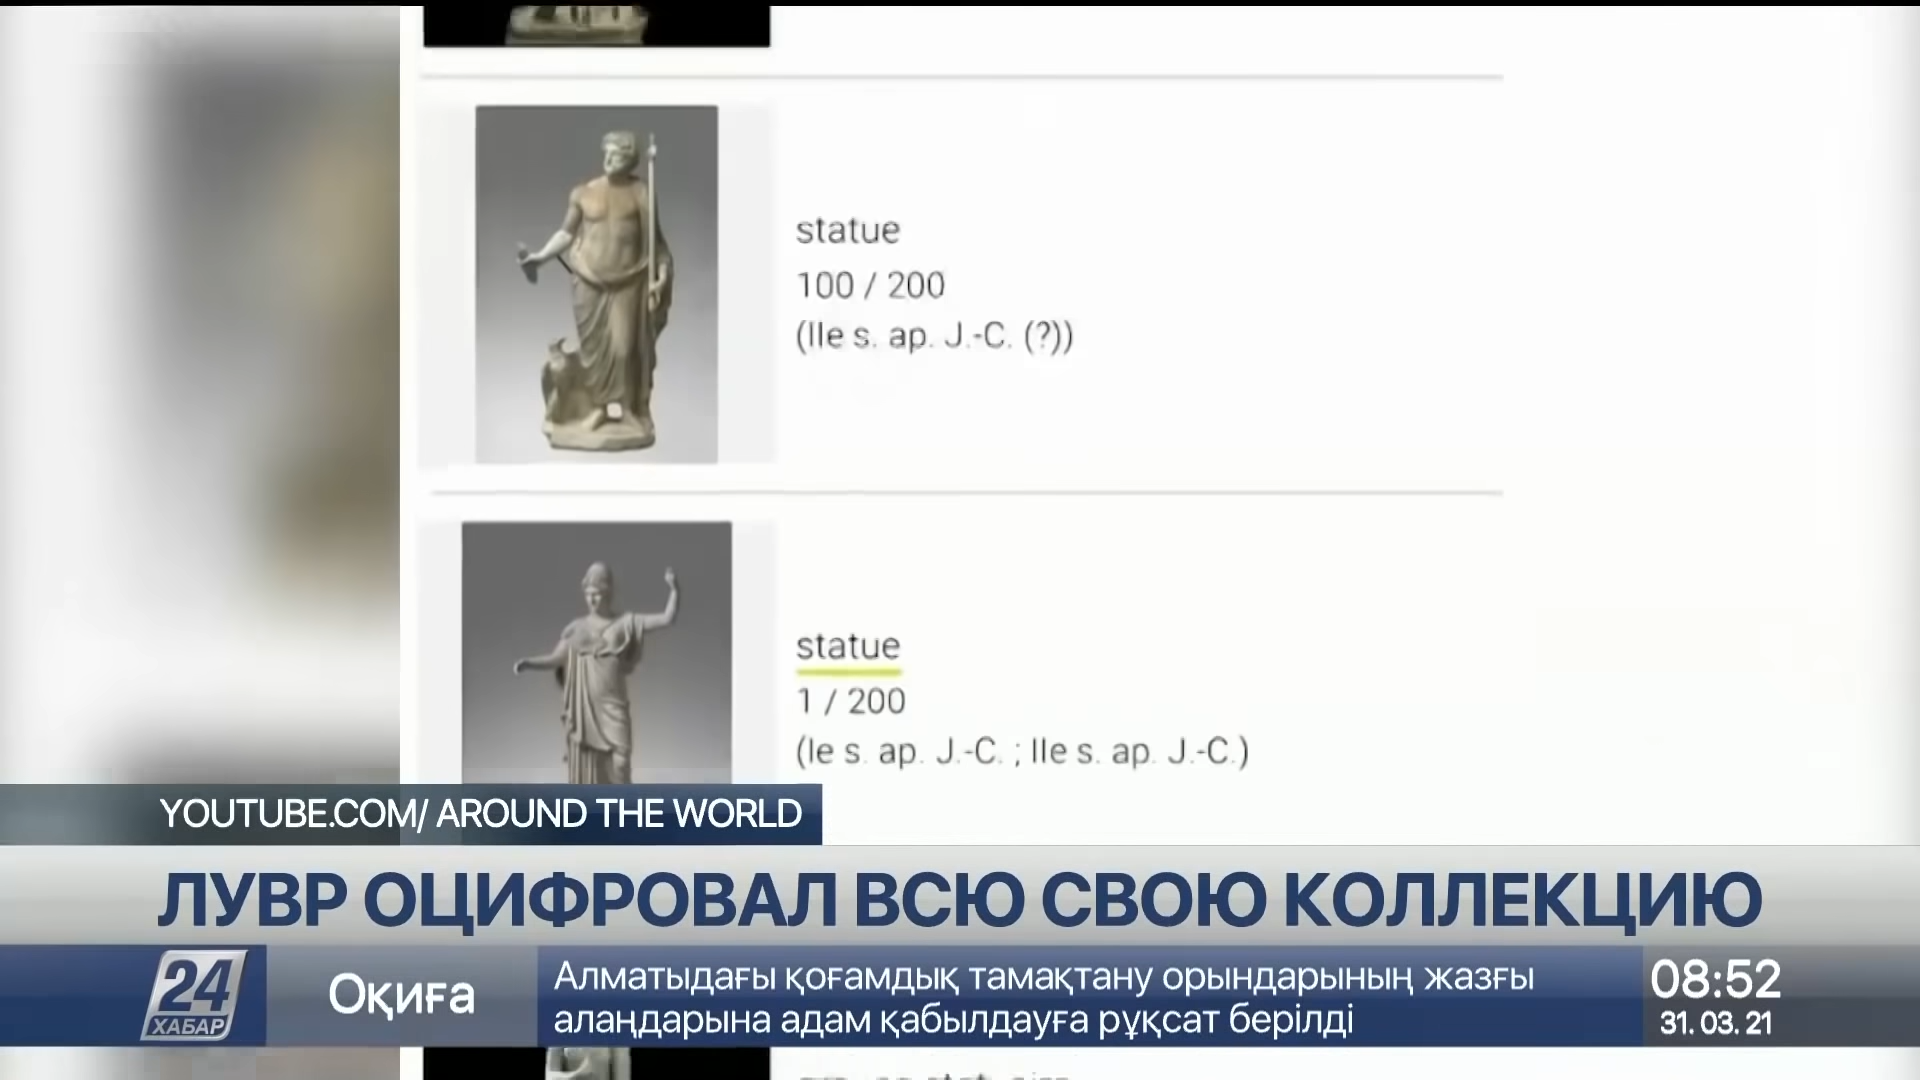 statue
100 / 200
(IIe s. ap. J.-C. (?))
statue
1 / 200
(Ie s. ap. J.-C. ; IIe s. ap. J.-C.)
YOUTUBE.COM/ AROUND THE WORLD
ЛУВР ОЦИФРОВАЛ ВСЮ СВОЮ КОЛЛЕКЦИЮ
24
ХАБАР
Оқиға
Алматыдағы қоғамдық тамақтану орындарының жазғы
алаңдарына адам қабылдауға рұқсат берілді
08:52
31. 03. 21